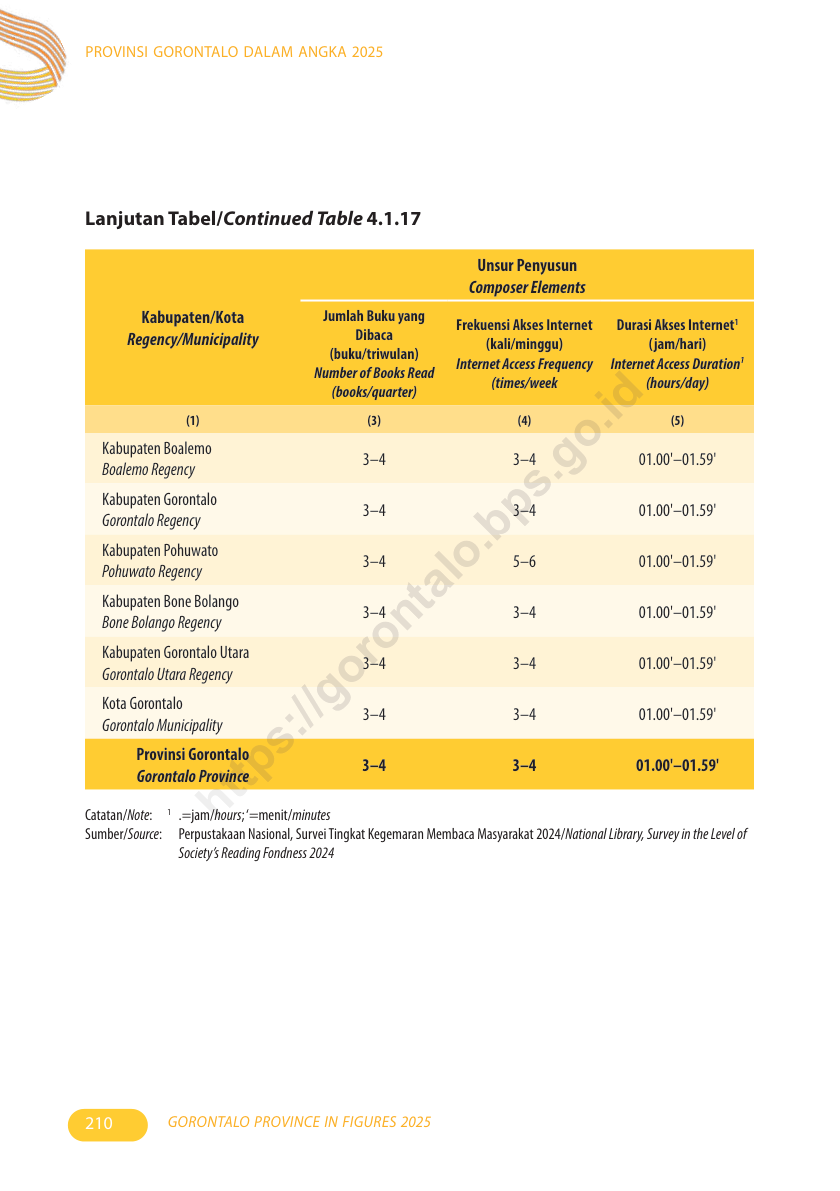 PROVINSI GORONTALO DALAM ANGKA 2025
Lanjutan Tabel/Continued Table 4.1.17
Kabupaten/Kota
Regency/Municipality
Unsur Penyusun
Composer Elements
Jumlah Buku yang
Dibaca
(buku/triwulan)
Number of Books Read
(books/quarter)
Frekuensi Akses Internet
(kali/minggu)
Internet Access Frequency
(times/week
Durasi Akses Internet¹
(jam/hari)
Internet Access Duration¹
(hours/day)
(1) (3) (4) (5)
Kabupaten Boalemo
Boalemo Regency
3–4 3–4 01.00'–01.59'
Kabupaten Gorontalo
Gorontalo Regency
3–4 3–4 01.00'–01.59'
Kabupaten Pohuwato
Pohuwato Regency
3–4 5–6 01.00'–01.59'
Kabupaten Bone Bolango
Bone Bolango Regency
3–4 3–4 01.00'–01.59'
Kabupaten Gorontalo Utara
Gorontalo Utara Regency
3–4 3–4 01.00'–01.59'
Kota Gorontalo
Gorontalo Municipality
3–4 3–4 01.00'–01.59'
Provinsi Gorontalo
Gorontalo Province
3–4 3–4 01.00'–01.59'
Catatan/Note: ¹ .=jam/hours;‘=menit/minutes
Sumber/Source: Perpustakaan Nasional, Survei Tingkat Kegemaran Membaca Masyarakat 2024/National Library, Survey in the Level of
Society’s Reading Fondness 2024
https://gorontalo.bps.go.id
210
GORONTALO PROVINCE IN FIGURES 2025